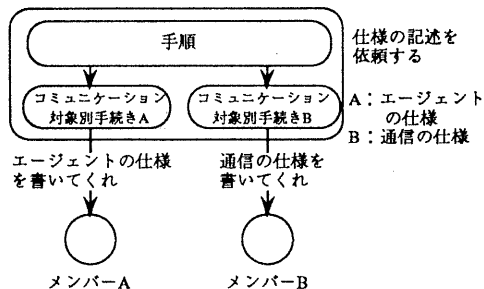 手順
仕様の記述を
依頼する
コミュニケーション
対象別手続きA
コミュニケーション
対象別手続きB
A:エージェント
の仕様
B:通信の仕様
エージェントの仕様
を書いてくれ
通信の仕様を
書いてくれ
メンバーA
メンバーB